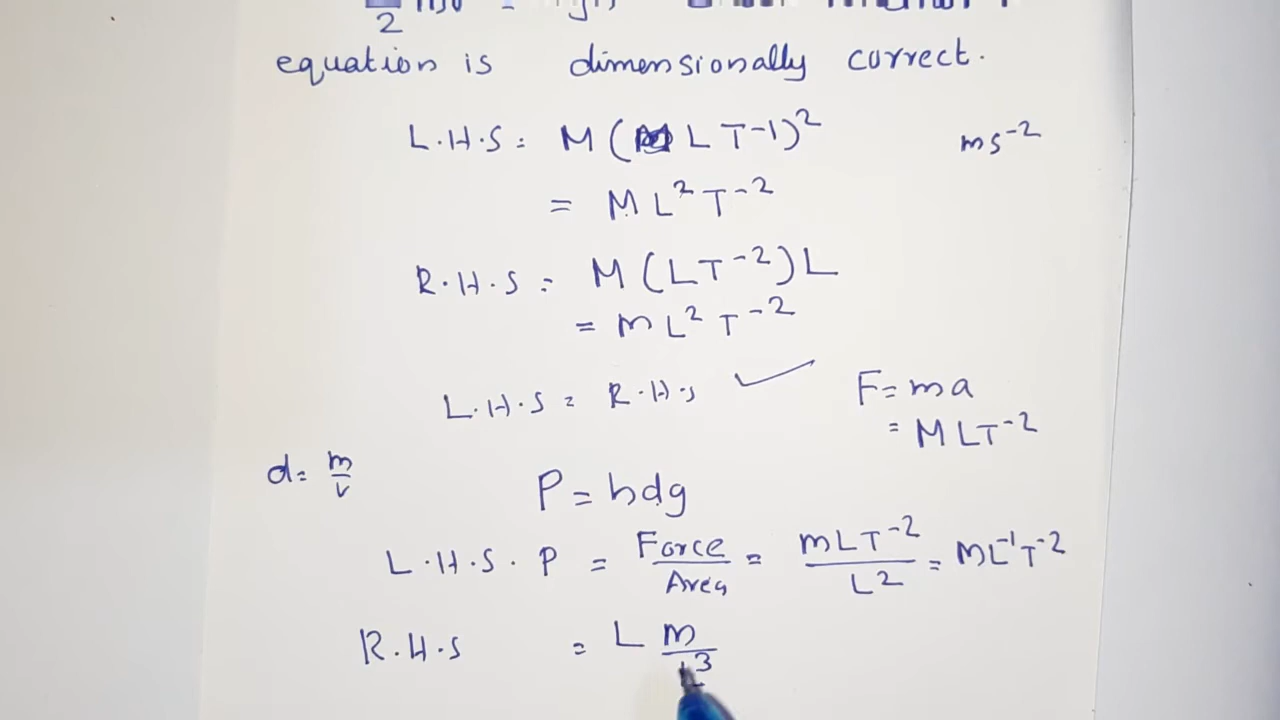 2
equation is dimensionally correct.
L.H.S = M (LT-1)² ms⁻²
= ML²T⁻²
R.H.S = M (LT⁻²) L
= mL²T⁻²
L.H.S = R.H.S ✓ F = ma
= MLT⁻²
d = m/v
P = hdg
L.H.S. P = Force/Area = mLT⁻²/L² = ML⁻¹T⁻²
R.H.S = L m/L³